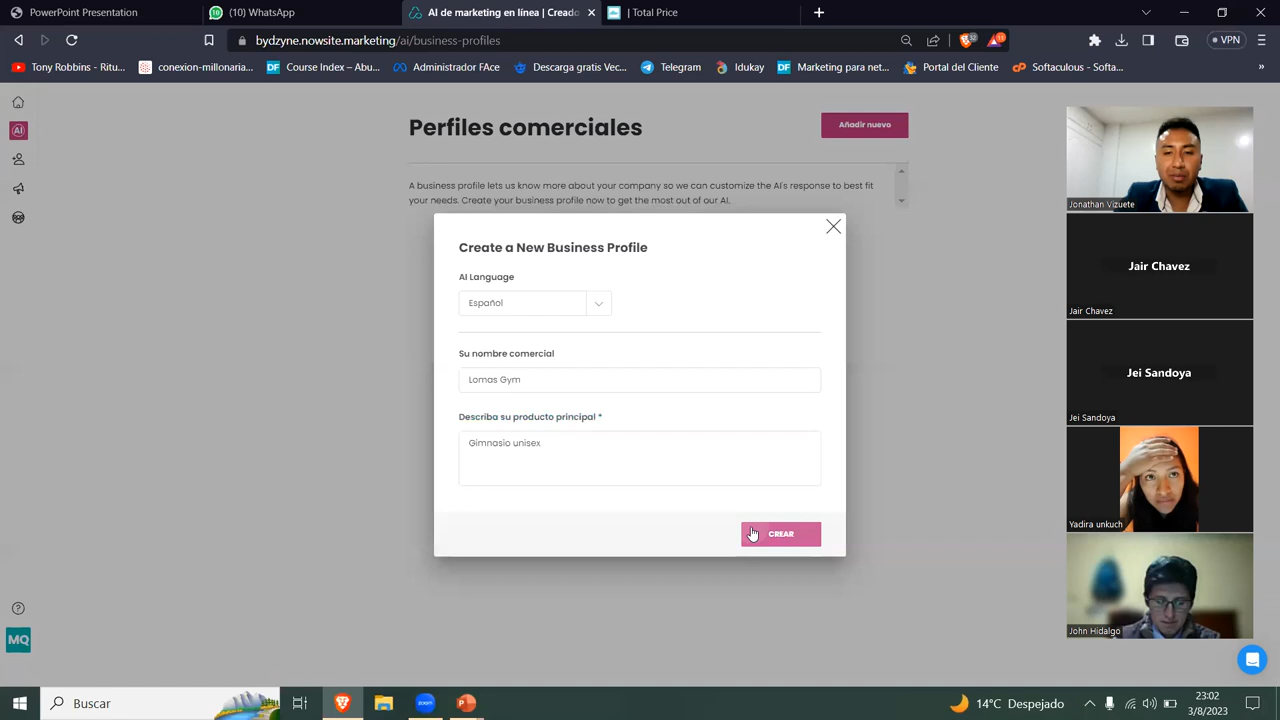 PowerPoint Presentation
(10) WhatsApp
AI de marketing en línea | Creado
| Total Price
bydzyne.nowsite.marketing/ai/business-profiles
VPN
Tony Robbins - Ritu...
conexion-millonaria...
Course Index – Abu...
Administrador FAce
Descarga gratis Vec...
Telegram
Idukay
Marketing para net...
Portal del Cliente
Softaculous - Softa...
Perfiles comerciales
Añadir nuevo
A business profile lets us know more about your company so we can customize the AI's response to best fit
your needs. Create your business profile now to get the most out of our AI.
Create a New Business Profile
AI Language
Español
Su nombre comercial
Lomas Gym
Describa su producto principal *
Gimnasio unisex
CREAR
AI
MQ
Jonathan Vizuete
Jair Chavez
Jair Chavez
Jei Sandoya
Jei Sandoya
Yadira unkuch
John Hidalgo
Buscar
zoom
14°C Despejado
23:02
3/8/2023